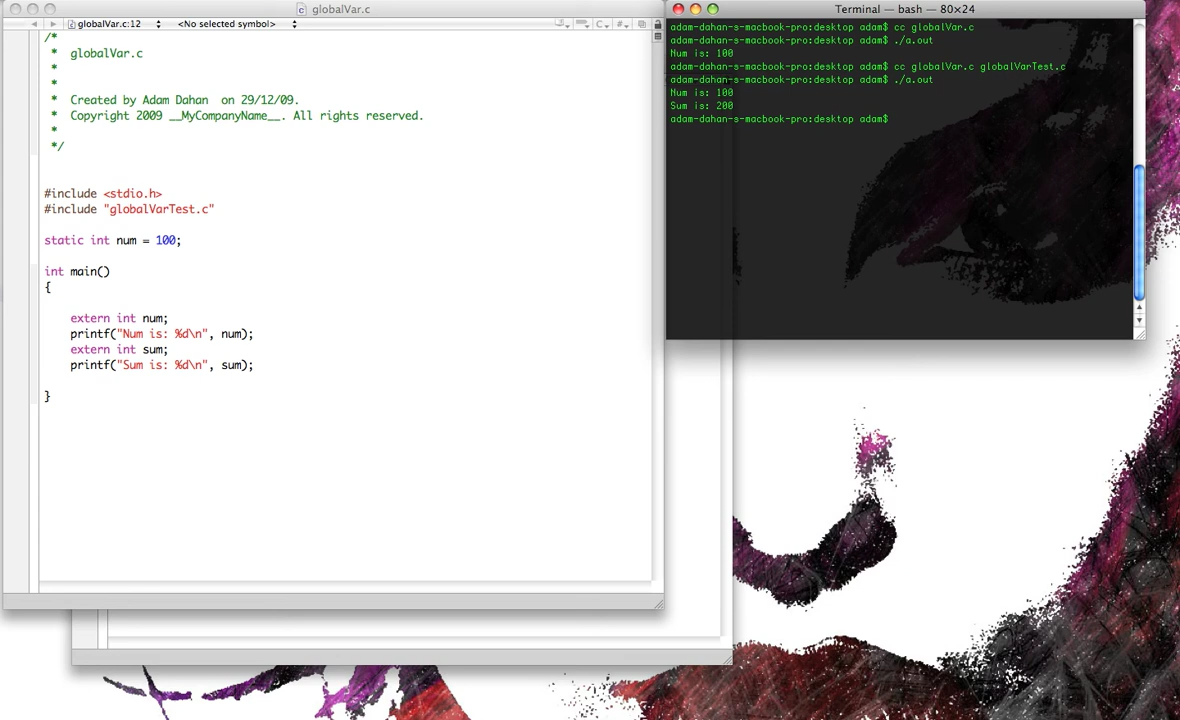 globalVar.c
globalVar.c:12 <No selected symbol> C #
/*
* globalVar.c
*
*
* Created by Adam Dahan on 29/12/09.
* Copyright 2009 __MyCompanyName__. All rights reserved.
*
*/
#include <stdio.h>
#include "globalVarTest.c"
static int num = 100;
int main()
{
extern int num;
printf("Num is: %d\n", num);
extern int sum;
printf("Sum is: %d\n", sum);
}
Terminal — bash — 80×24
adam-dahan-s-macbook-pro:desktop adam$ cc globalVar.c
adam-dahan-s-macbook-pro:desktop adam$ ./a.out
Num is: 100
adam-dahan-s-macbook-pro:desktop adam$ cc globalVar.c globalVarTest.c
adam-dahan-s-macbook-pro:desktop adam$ ./a.out
Num is: 100
Sum is: 200
adam-dahan-s-macbook-pro:desktop adam$